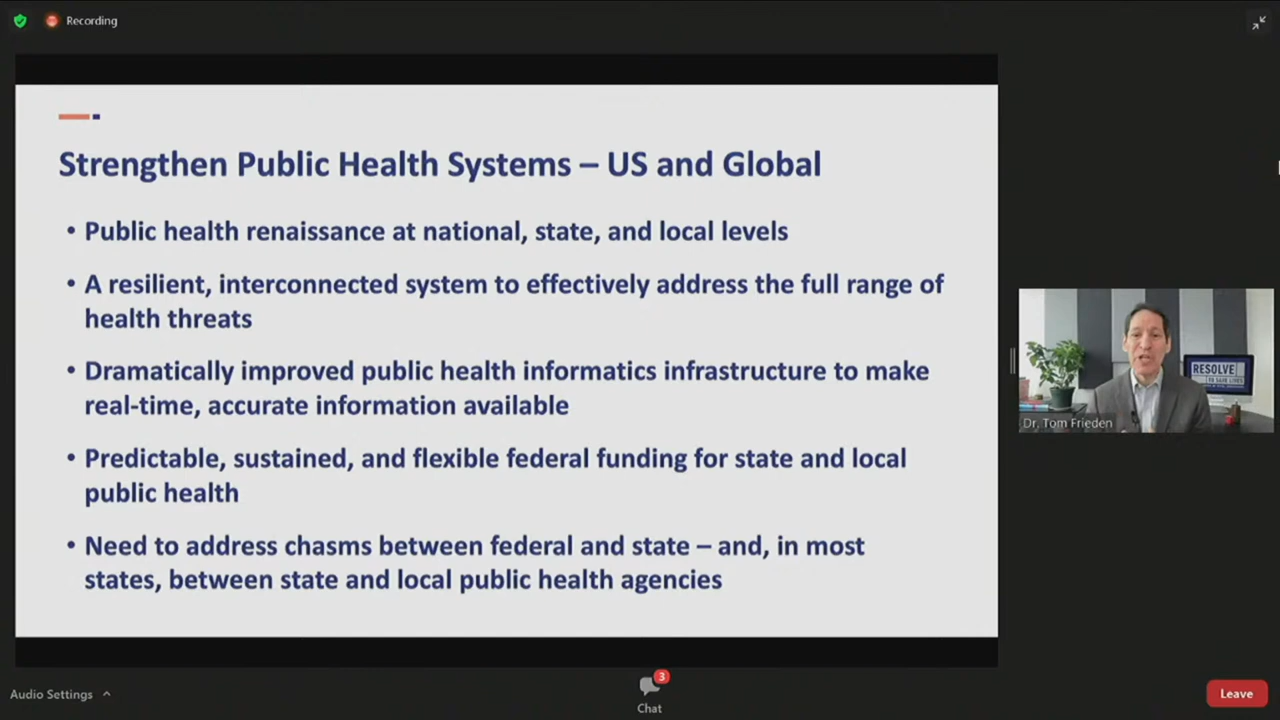 Recording
Strengthen Public Health Systems – US and Global
• Public health renaissance at national, state, and local levels
• A resilient, interconnected system to effectively address the full range of
health threats
• Dramatically improved public health informatics infrastructure to make
real-time, accurate information available
• Predictable, sustained, and flexible federal funding for state and local
public health
• Need to address chasms between federal and state – and, in most
states, between state and local public health agencies
RESOLVE
TO SAVE LIVES
Dr. Tom Frieden
Audio Settings
3
Chat
Leave